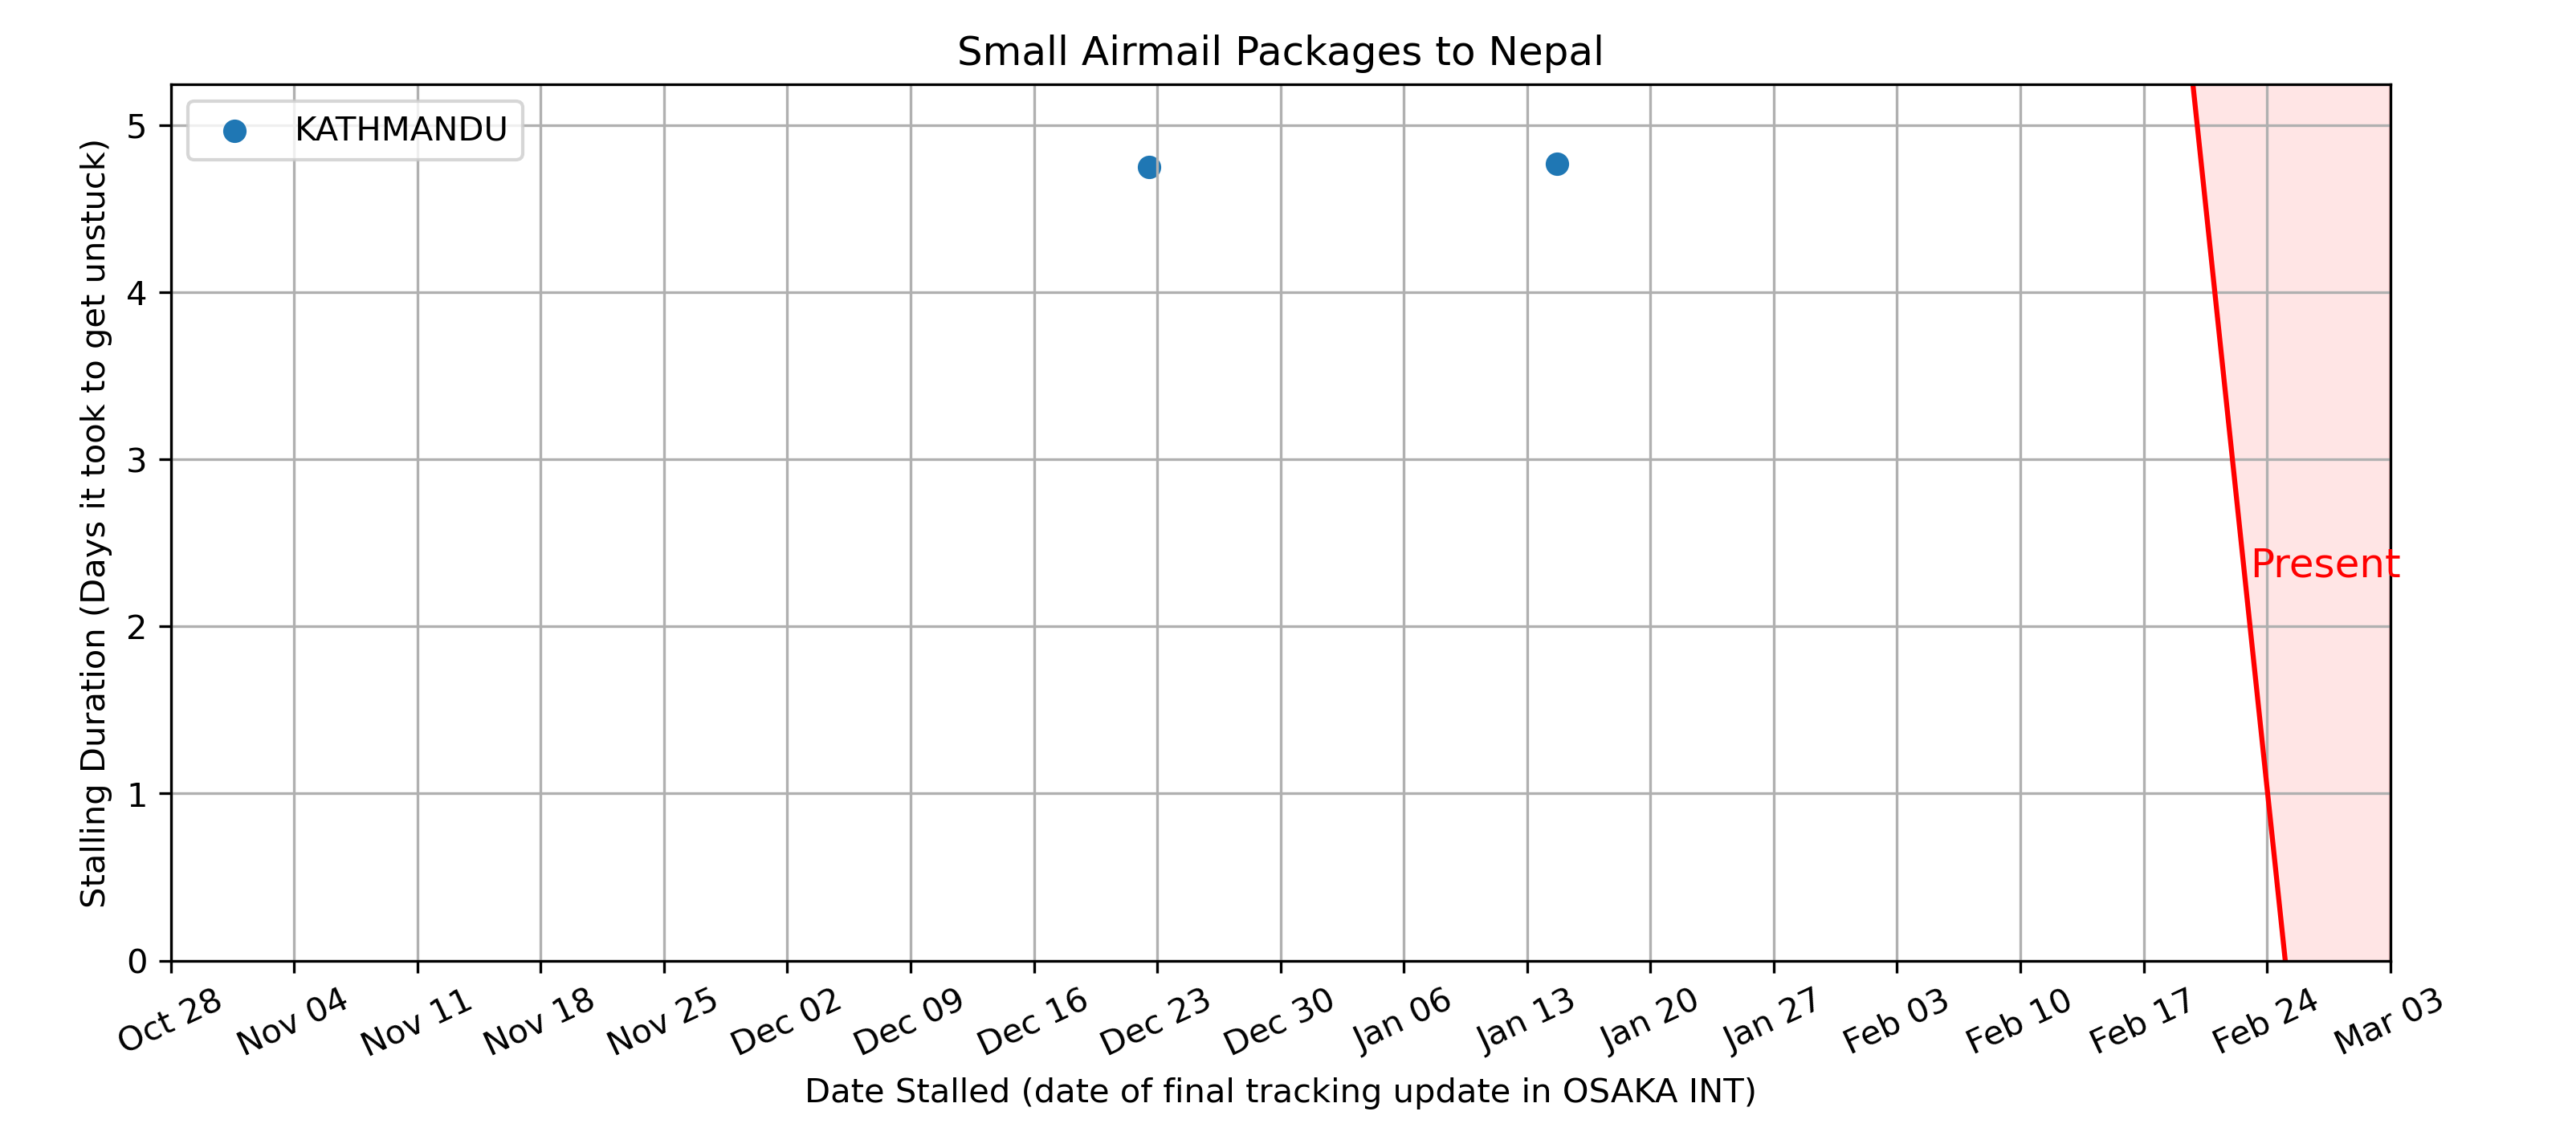 Small Airmail Packages to Nepal
KATHMANDU
Stalling Duration (Days it took to get unstuck)
5
4
3
2
1
0
Present
Oct 28 Nov 04 Nov 11 Nov 18 Nov 25 Dec 02 Dec 09 Dec 16 Dec 23 Dec 30 Jan 06 Jan 13 Jan 20 Jan 27 Feb 03 Feb 10 Feb 17 Feb 24 Mar 03
Date Stalled (date of final tracking update in OSAKA INT)